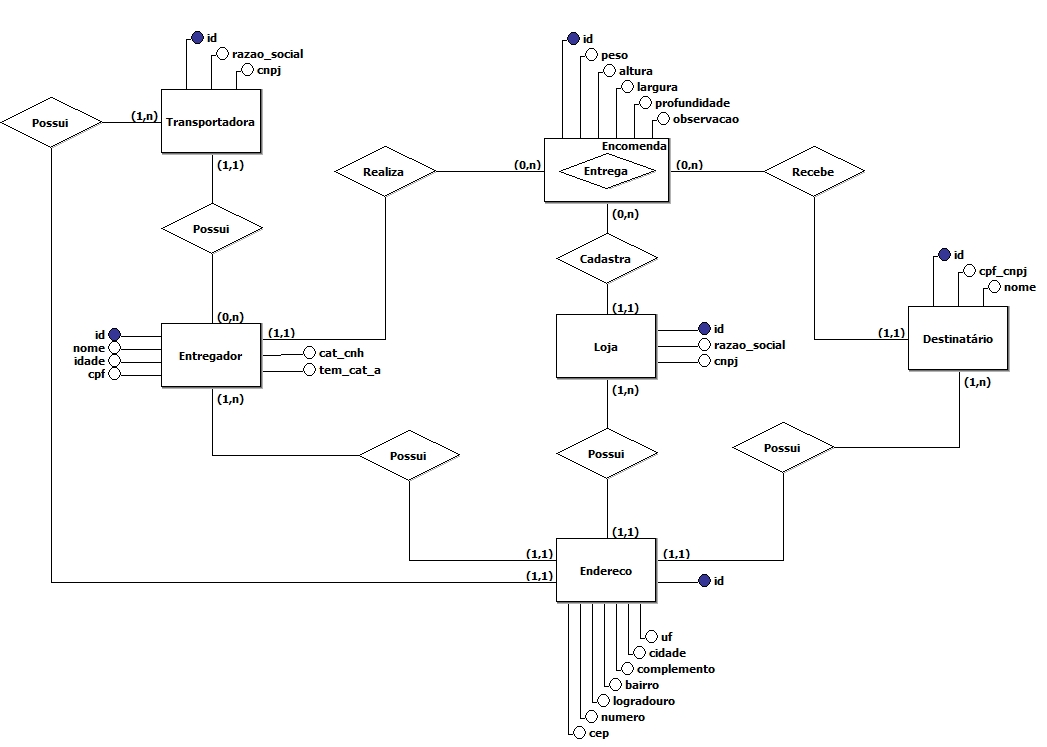 id
razao_social
cnpj
Transportadora
(1,n)
Possui
(1,1)
Possui
(0,n)
id
nome
idade
cpf
Entregador
(1,1)
cat_cnh
tem_cat_a
(1,n)
Realiza
(0,n)
id
peso
altura
largura
profundidade
observacao
Encomenda
Entrega
(0,n)
Recebe
(0,n)
Cadastra
(1,1)
Loja
id
razao_social
cnpj
(1,n)
id
cpf_cnpj
nome
(1,1)
Destinatário
(1,n)
Possui
Possui
Possui
(1,1)
(1,1)
(1,1)
(1,1)
Endereco
id
uf
cidade
complemento
bairro
logradouro
numero
cep